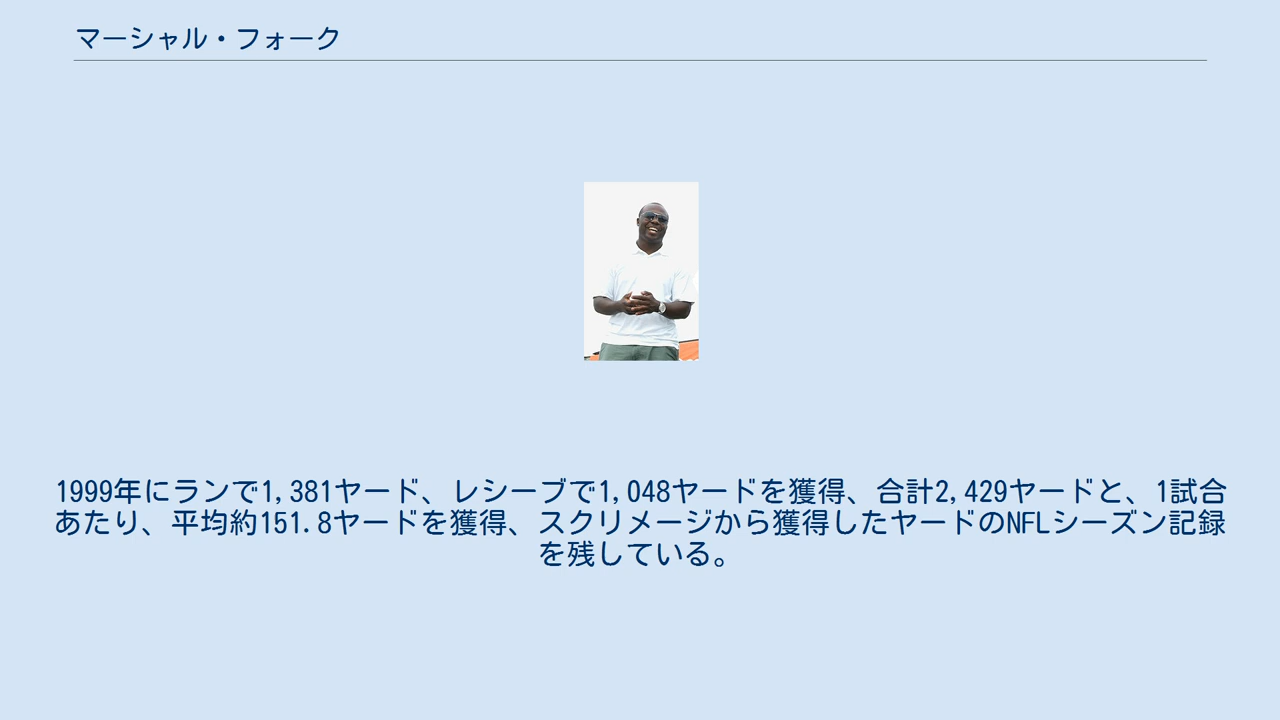 マーシャル・フォーク
1999年にランで1,381ヤード、レシーブで1,048ヤードを獲得、合計2,429ヤードと、1試合
あたり、平均約151.8ヤードを獲得、スクリメージから獲得したヤードのNFLシーズン記録
を残している。